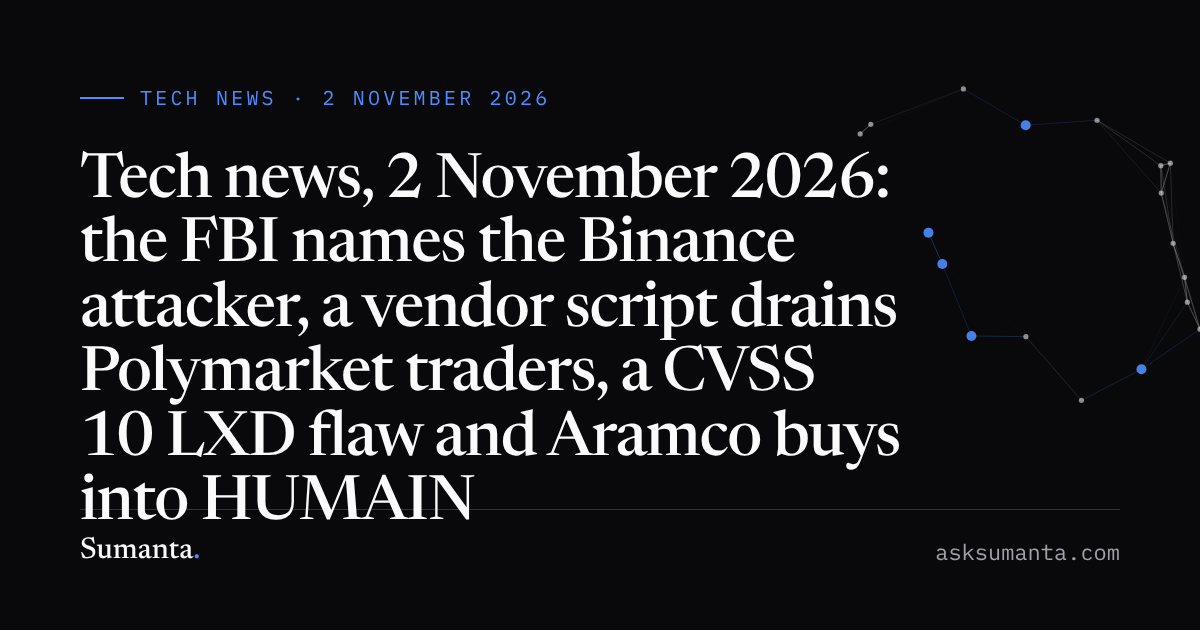 TECH NEWS · 2 NOVEMBER 2026
Tech news, 2 November 2026:
the FBI names the Binance
attacker, a vendor script drains
Polymarket traders, a CVSS
10 LXD flaw and Aramco buys
into HUMAIN
Sumanta.
asksumanta.com